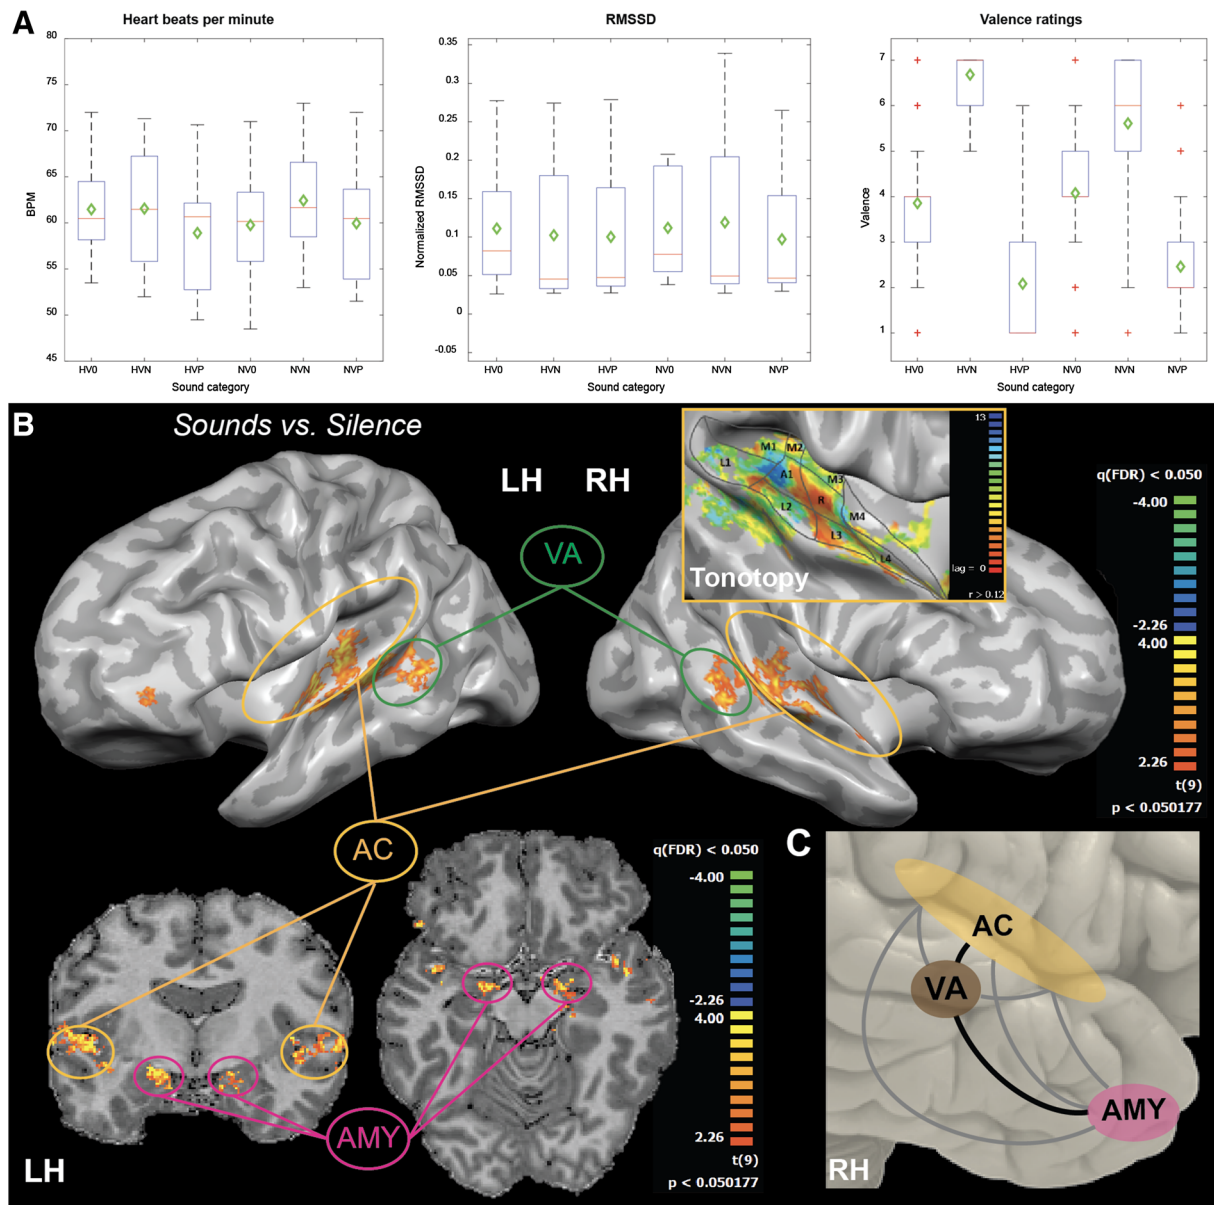 A
Heart beats per minute
BPM
80
75
70
65
60
55
50
45
HV0 HVN HVP NV0 NVN NVP
Sound category
RMSSD
Normalized RMSSD
0.35
0.3
0.25
0.2
0.15
0.1
0.05
0
-0.05
HV0 HVN HVP NV0 NVN NVP
Sound category
Valence ratings
Valence
7
6
5
4
3
2
1
HV0 HVN HVP NV0 NVN NVP
Sound category
B
Sounds vs. Silence
LH RH
VA
13
M1 M2
L1 A1 M3
L2 R M4
L3
L4
lag = 0
r > 0.12
Tonotopy
q(FDR) < 0.050
-4.00
-2.26
4.00
2.26
t(9)
p < 0.050177
AC
AMY
LH
q(FDR) < 0.050
-4.00
-2.26
4.00
2.26
t(9)
p < 0.050177
C
AC
VA
AMY
RH